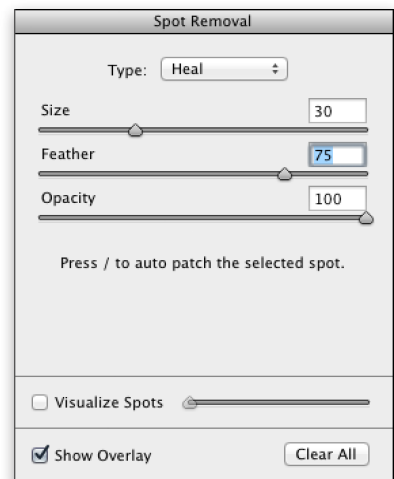 Spot Removal
Type: Heal
Size 30
Feather 75
Opacity 100
Press / to auto patch the selected spot.
Visualize Spots
Show Overlay Clear All